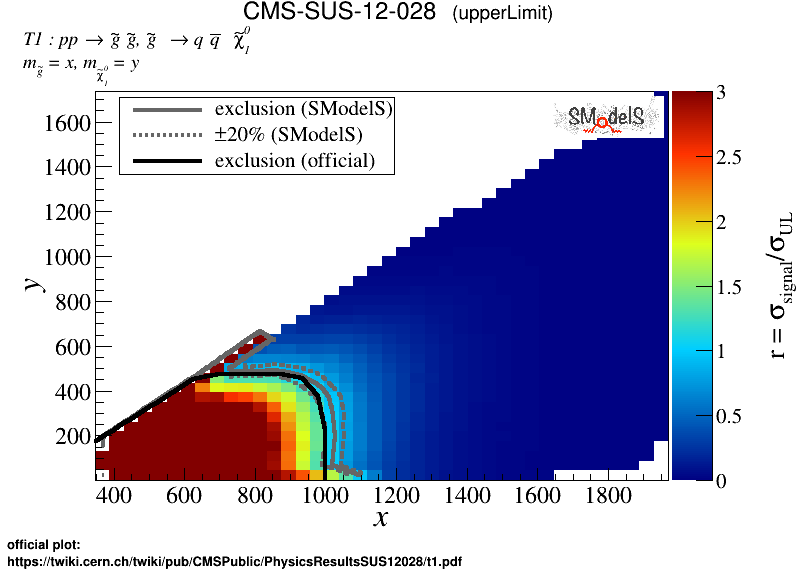 CMS-SUS-12-028 (upperLimit)
T1 : pp → g̃ g̃, g̃ → q q̅ χ̃₁⁰
m_g̃ = x, m_χ̃₁⁰ = y
exclusion (SModelS)
±20% (SModelS)
exclusion (official)
SModelS
1600
1400
1200
1000
800
600
400
200
y
400 600 800 1000 1200 1400 1600 1800
x
3
2.5
2
1.5
1
0.5
0
r = σ_signal/σ_UL
official plot:
https://twiki.cern.ch/twiki/pub/CMSPublic/PhysicsResultsSUS12028/t1.pdf